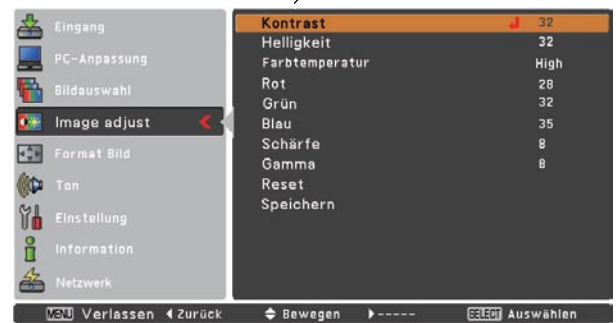 Eingang
PC-Anpassung
Bildauswahl
Image adjust
Format Bild
Ton
Einstellung
Information
Netzwerk
Kontrast 32
Helligkeit 32
Farbtemperatur High
Rot 28
Grün 32
Blau 35
Schärfe 8
Gamma 8
Reset
Speichern
MENU Verlassen Zurück Bewegen ----- SELECT Auswählen